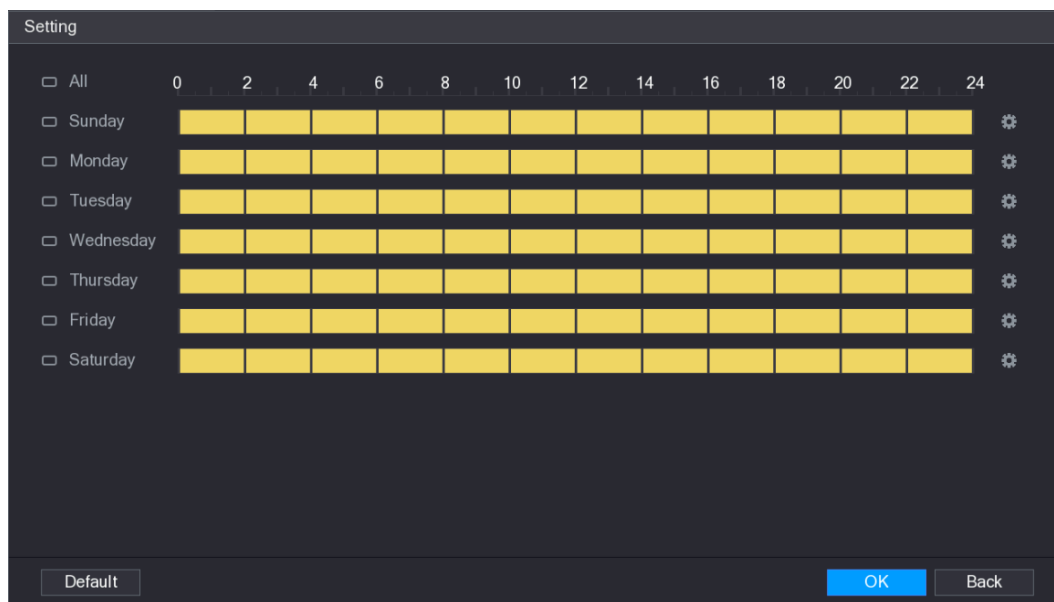 Setting
All 0 2 4 6 8 10 12 14 16 18 20 22 24
Sunday
Monday
Tuesday
Wednesday
Thursday
Friday
Saturday
Default OK Back